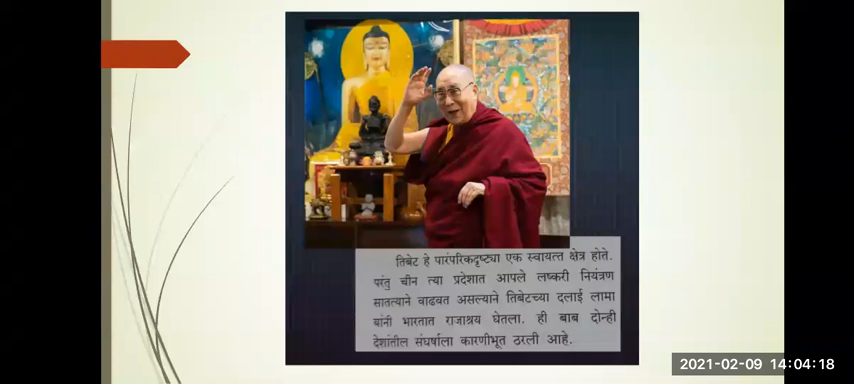 तिबेट हे पारंपरिकदृष्ट्या एक स्वायत्त क्षेत्र होते.
परंतु चीन त्या प्रदेशात आपले लष्करी नियंत्रण
सातत्याने वाढवत असल्याने तिबेटच्या दलाई लामा
यांनी भारतात राजाश्रय घेतला. ही बाब दोन्ही
देशांतील संघर्षाला कारणीभूत ठरली आहे.
2021-02-09 14:04:18